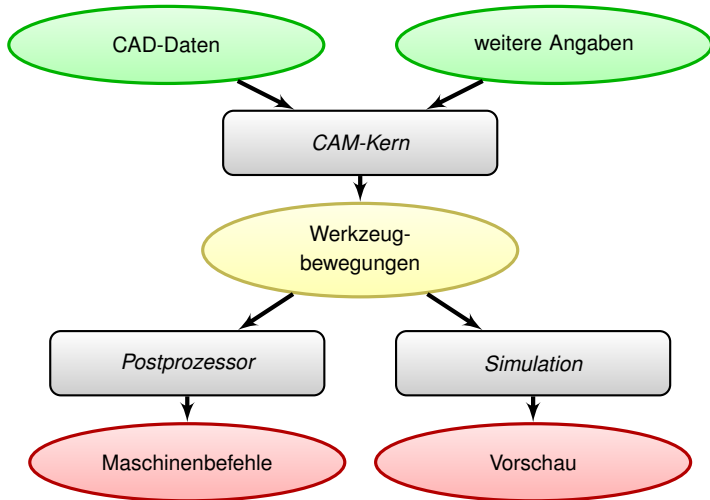 CAD-Daten
weitere Angaben
CAM-Kern
Werkzeug-
bewegungen
Postprozessor
Simulation
Maschinenbefehle
Vorschau